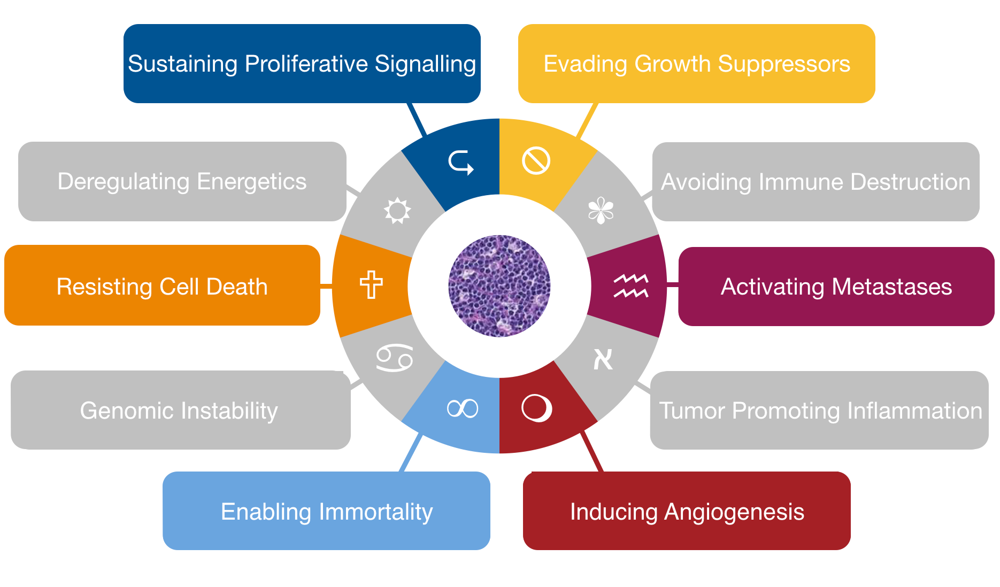 Sustaining Proliferative Signalling
Evading Growth Suppressors
Deregulating Energetics
Avoiding Immune Destruction
Resisting Cell Death
Activating Metastases
א
Genomic Instability
Tumor Promoting Inflammation
Enabling Immortality
Inducing Angiogenesis